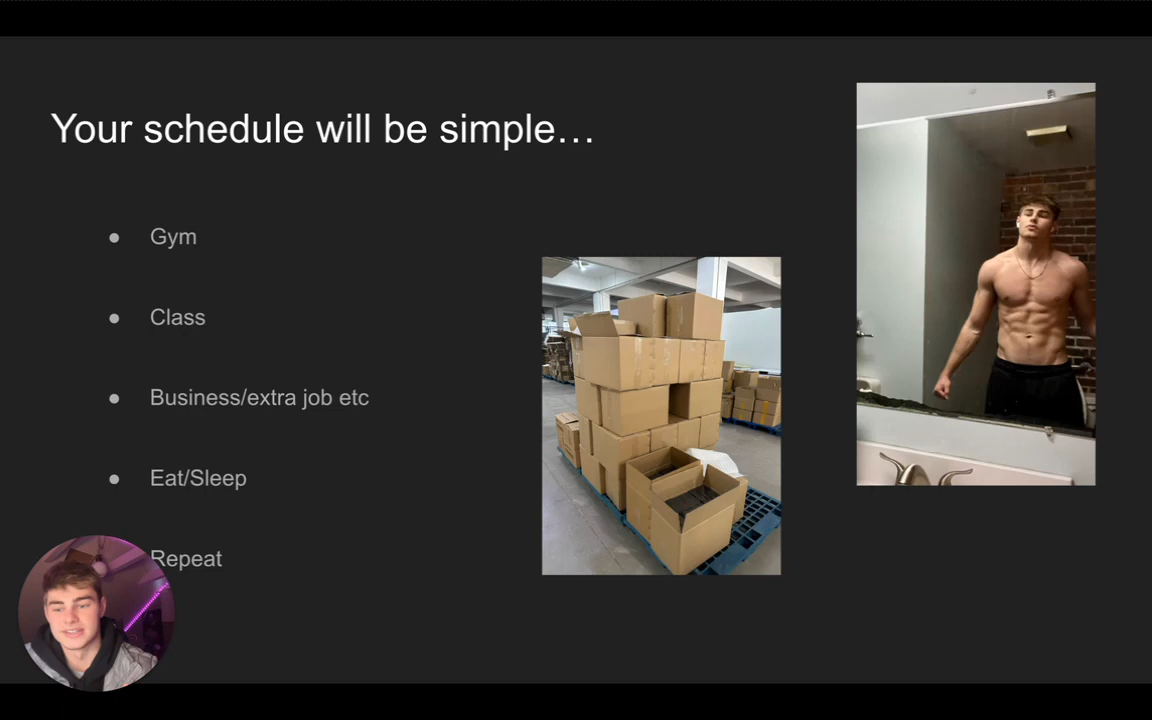 Your schedule will be simple…
● Gym
● Class
● Business/extra job etc
● Eat/Sleep
Repeat